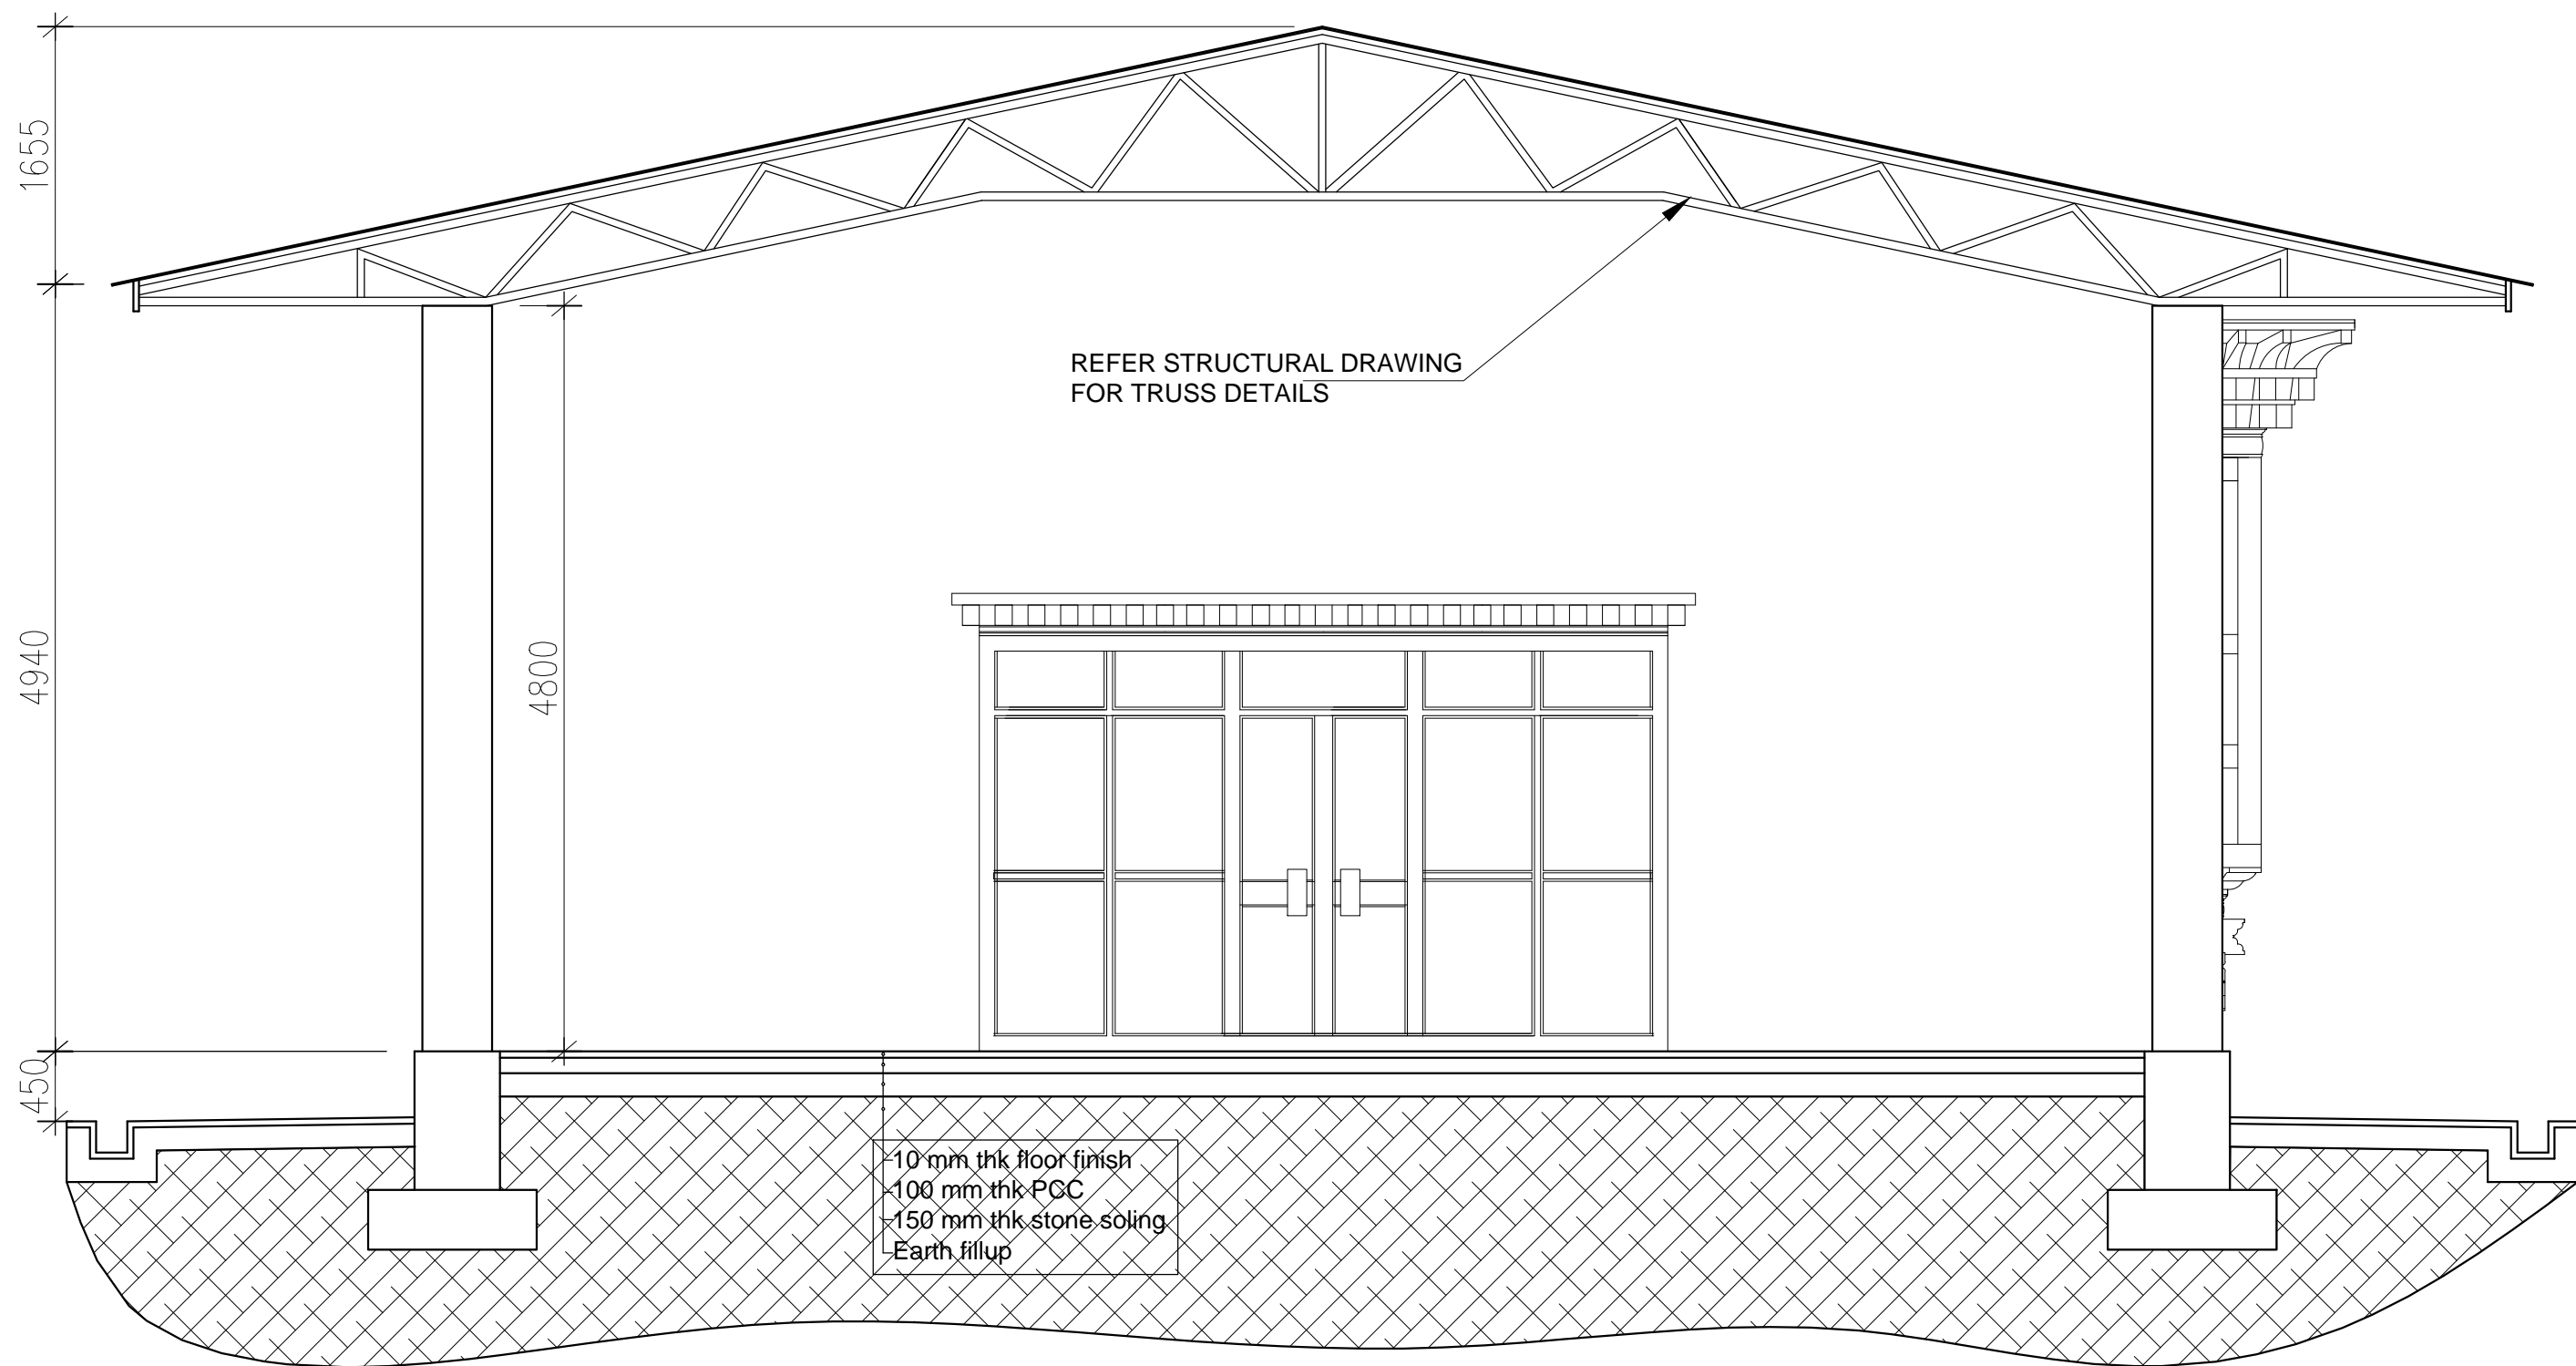 1655
4940
4800
450
REFER STRUCTURAL DRAWING
FOR TRUSS DETAILS
10 mm thk floor finish
100 mm thk PCC
150 mm thk stone soling
Earth fillup